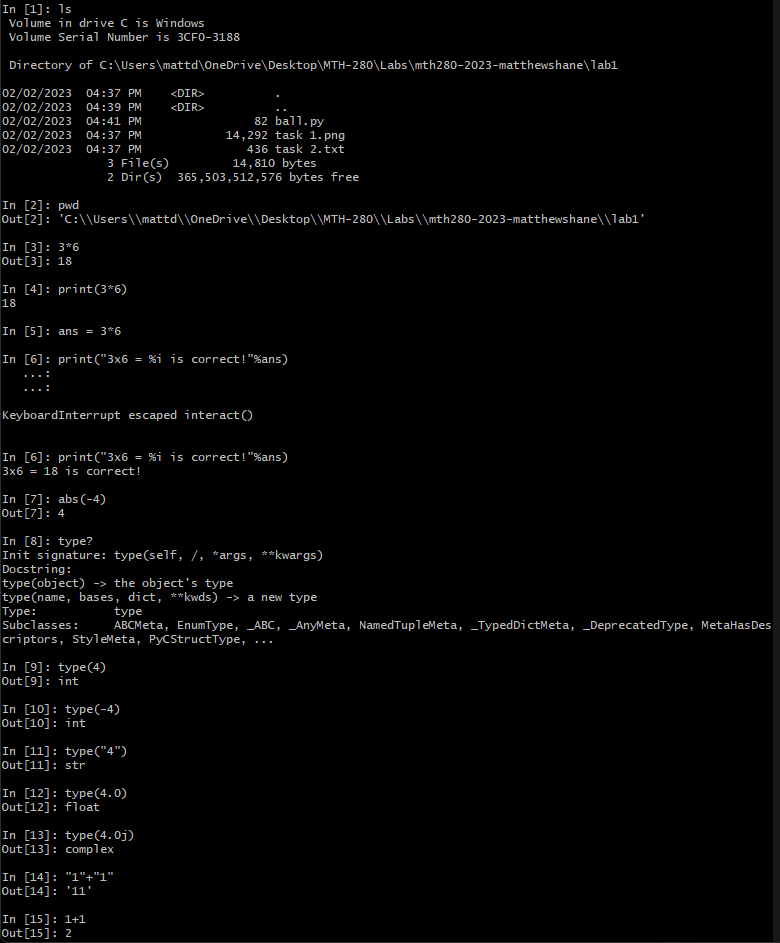 In [1]: ls
 Volume in drive C is Windows
 Volume Serial Number is 3CF0-3188

 Directory of C:\Users\mattd\OneDrive\Desktop\MTH-280\Labs\mth280-2023-matthewshane\lab1

02/02/2023  04:37 PM    <DIR>          .
02/02/2023  04:39 PM    <DIR>          ..
02/02/2023  04:41 PM                82 ball.py
02/02/2023  04:37 PM            14,292 task 1.png
02/02/2023  04:37 PM               436 task 2.txt
               3 File(s)         14,810 bytes
               2 Dir(s)  365,503,512,576 bytes free

In [2]: pwd
Out[2]: 'C:\\Users\\mattd\\OneDrive\\Desktop\\MTH-280\\Labs\\mth280-2023-matthewshane\\lab1'

In [3]: 3*6
Out[3]: 18

In [4]: print(3*6)
18

In [5]: ans = 3*6

In [6]: print("3x6 = %i is correct!"%ans)
   ...:
   ...:

KeyboardInterrupt escaped interact()


In [6]: print("3x6 = %i is correct!"%ans)
3x6 = 18 is correct!

In [7]: abs(-4)
Out[7]: 4

In [8]: type?
Init signature: type(self, /, *args, **kwargs)
Docstring:
type(object) -> the object's type
type(name, bases, dict, **kwds) -> a new type
Type:           type
Subclasses:     ABCMeta, EnumType, _ABC, _AnyMeta, NamedTupleMeta, _TypedDictMeta, _DeprecatedType, MetaHasDes
criptors, StyleMeta, PyCStructType, ...

In [9]: type(4)
Out[9]: int

In [10]: type(-4)
Out[10]: int

In [11]: type("4")
Out[11]: str

In [12]: type(4.0)
Out[12]: float

In [13]: type(4.0j)
Out[13]: complex

In [14]: "1"+"1"
Out[14]: '11'

In [15]: 1+1
Out[15]: 2